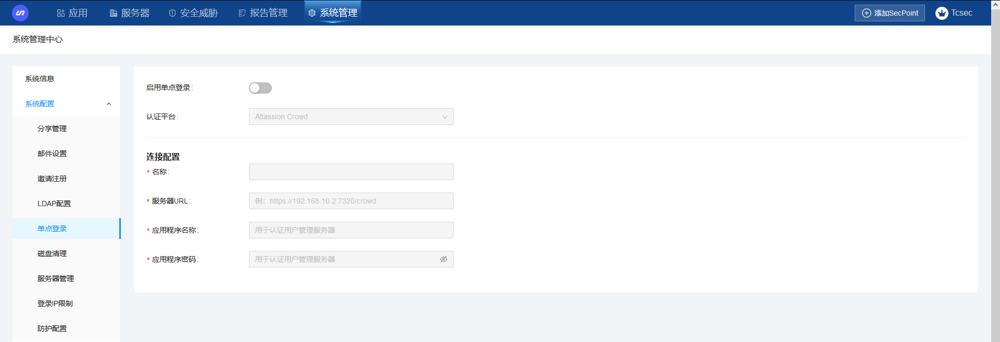 应用
服务器
安全威胁
报告管理
系统管理
添加SecPoint
Tcsec
系统管理中心
系统信息
系统配置
分享管理
邮件设置
邀请注册
LDAP配置
单点登录
磁盘清理
服务器管理
登录IP限制
防护配置
启用单点登录:
认证平台:
Atlassion Crowd
连接配置
* 名称:
* 服务器URL:
例：https://192.168.10.2:7320/crowd
* 应用程序名称:
用于认证用户管理服务器
* 应用程序密码:
用于认证用户管理服务器